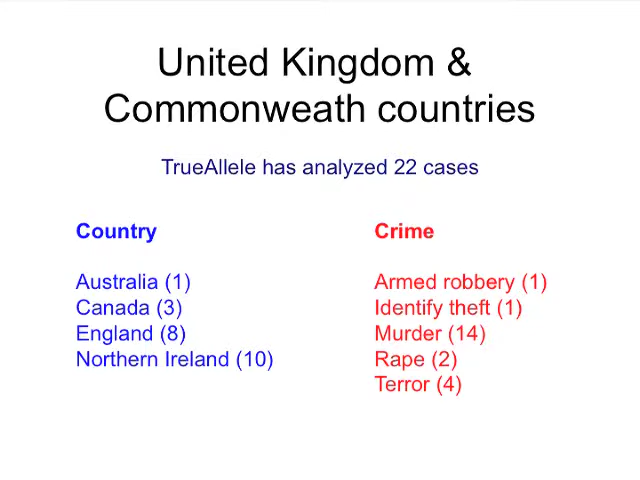 United Kingdom &
Commonweath countries
TrueAllele has analyzed 22 cases
Country
Australia (1)
Canada (3)
England (8)
Northern Ireland (10)
Crime
Armed robbery (1)
Identify theft (1)
Murder (14)
Rape (2)
Terror (4)